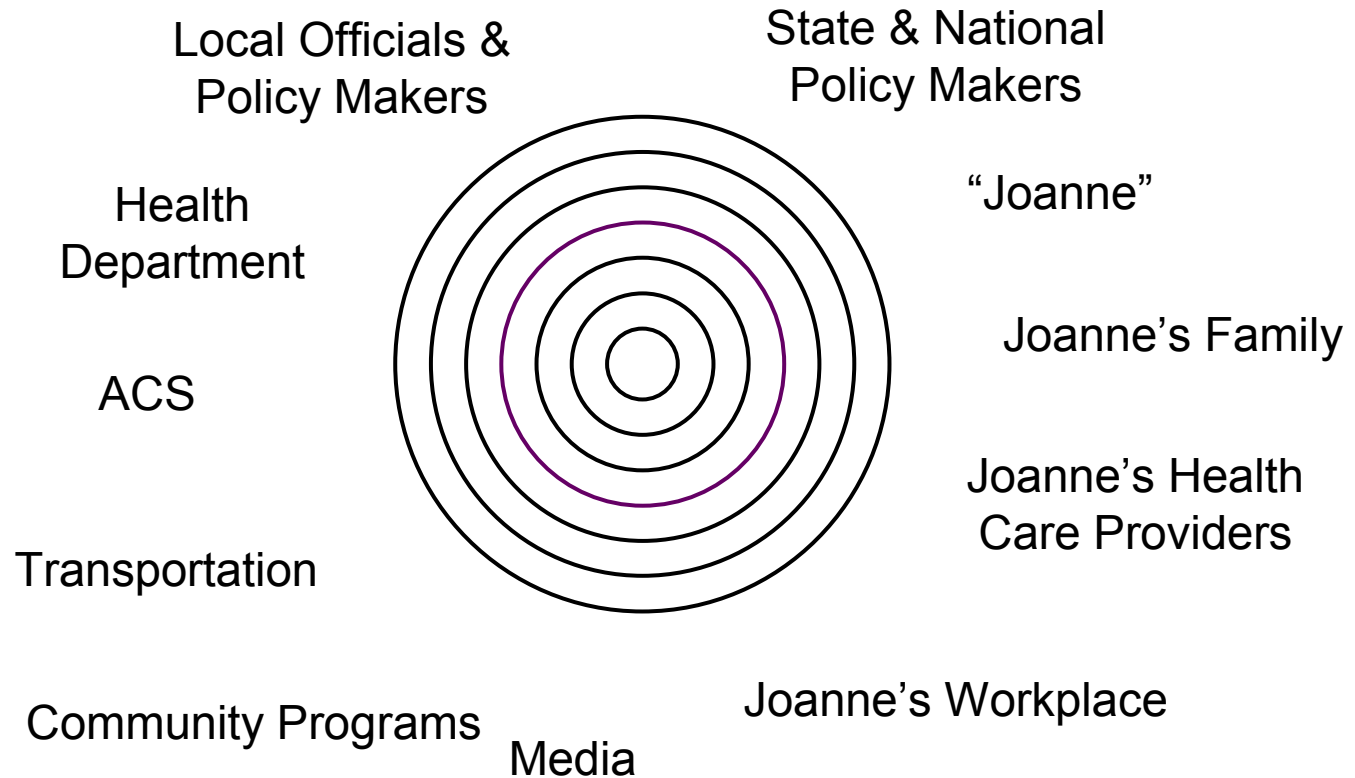 Local Officials &
Policy Makers
State & National
Policy Makers
“Joanne”
Health
Department
Joanne’s Family
ACS
Joanne’s Health
Care Providers
Transportation
Joanne’s Workplace
Community Programs
Media